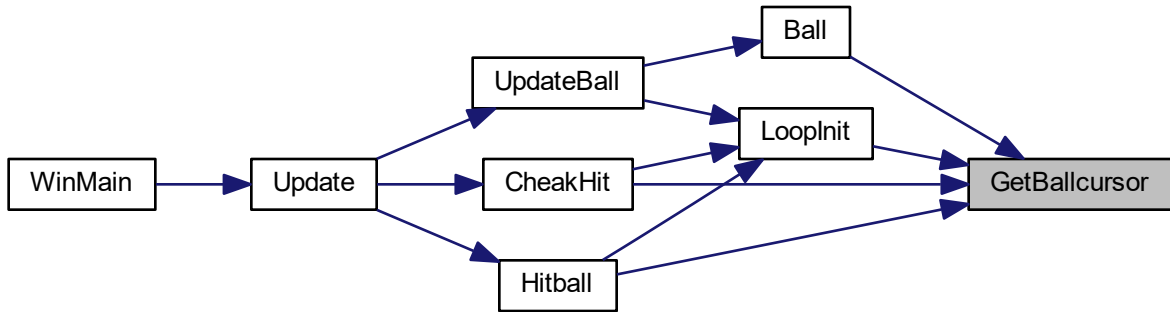 Ball
UpdateBall
LoopInit
WinMain
Update
CheakHit
GetBallcursor
Hitball